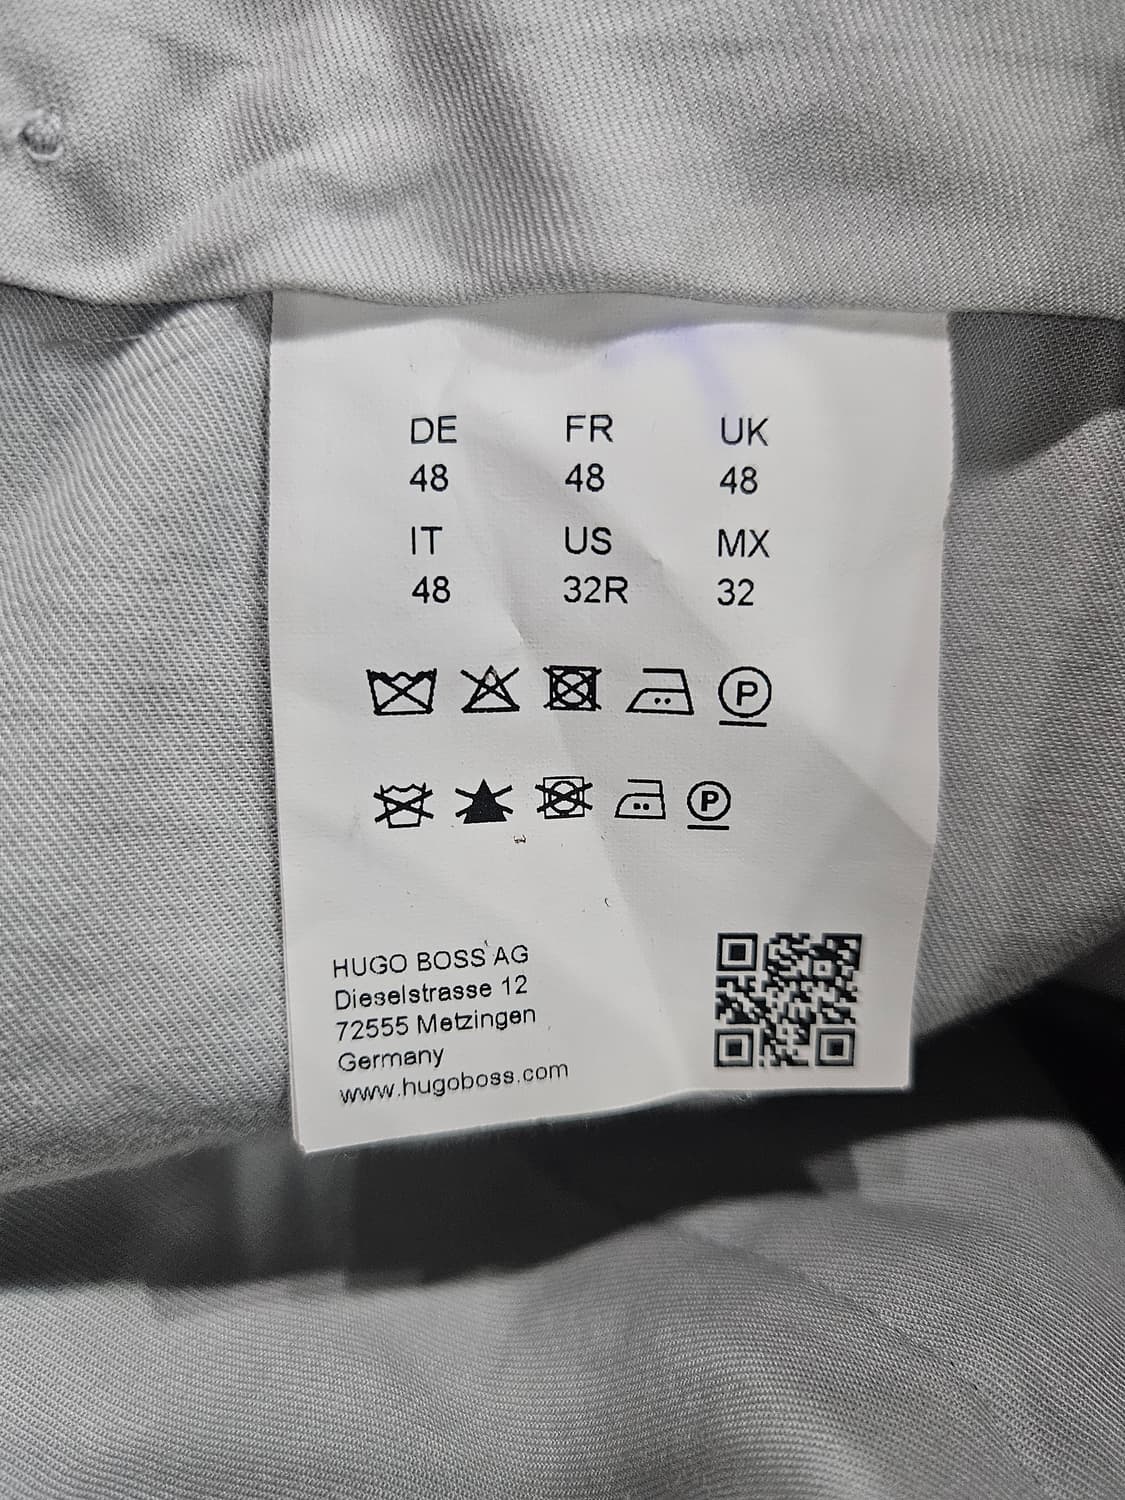 DE FR UK
48 48 48
IT US MX
48 32R 32
P
P
HUGO BOSS AG
Dieselstrasse 12
72555 Metzingen
Germany
www.hugoboss.com